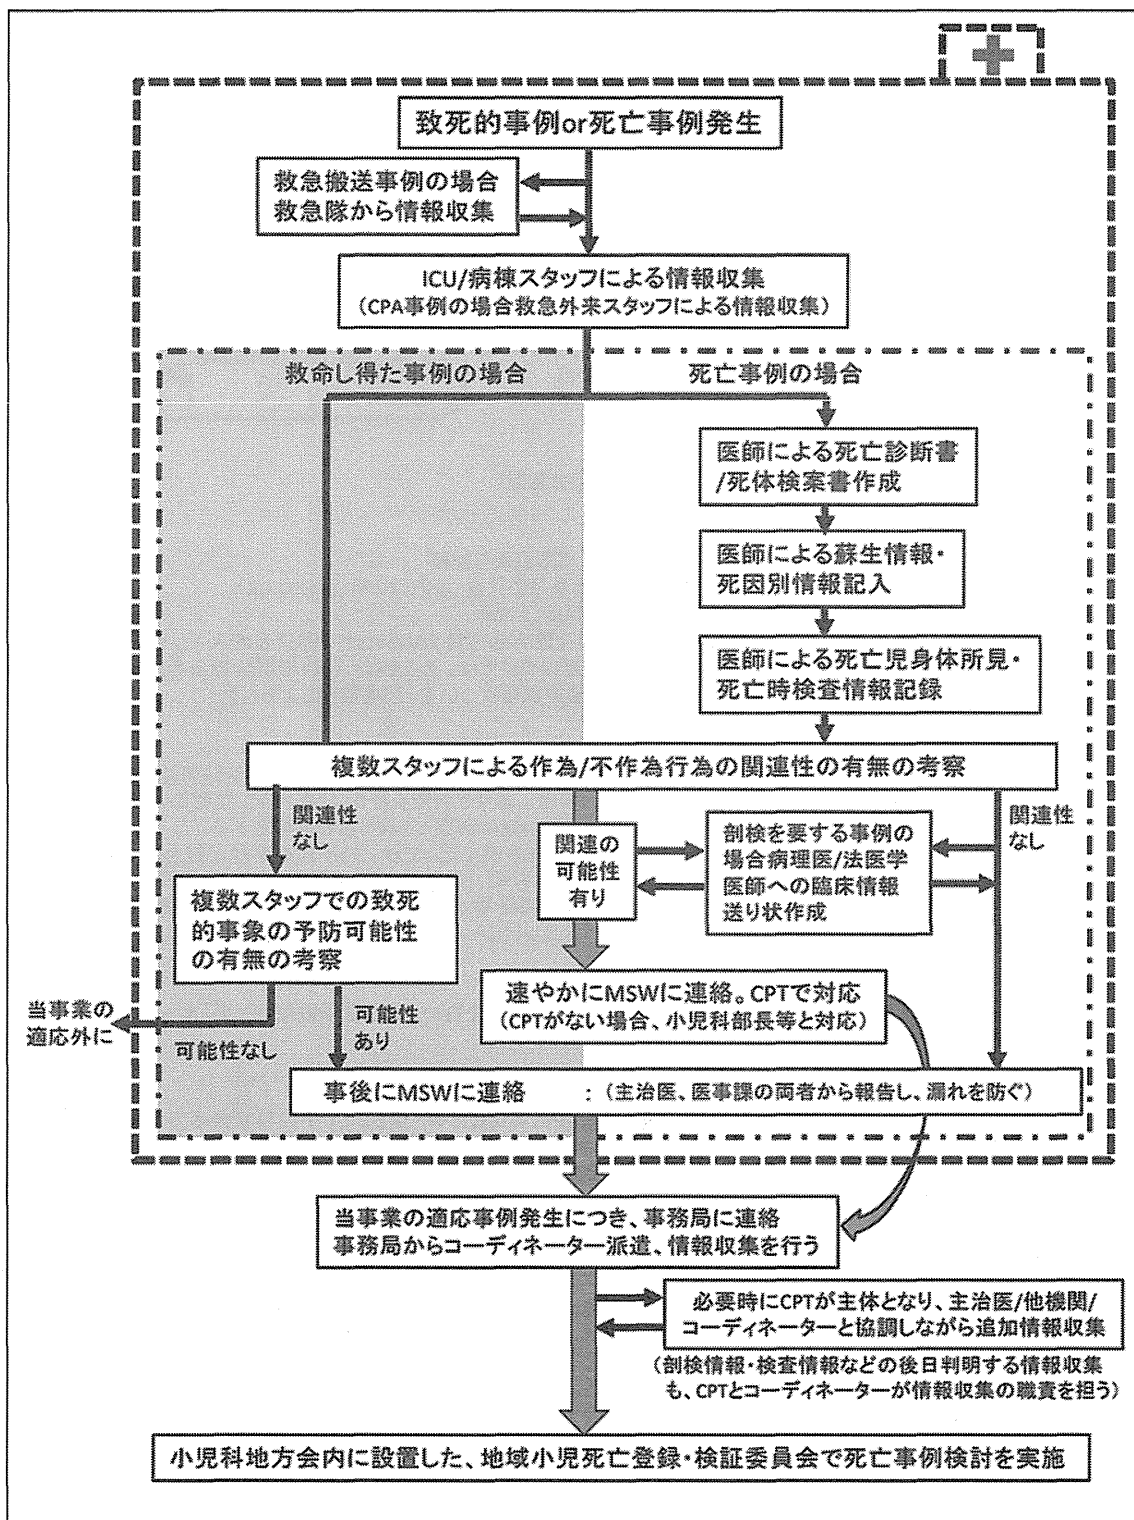 致死的事例or死亡事例発生
救急搬送事例の場合
救急隊から情報収集
ICU/病棟スタッフによる情報収集
(CPA事例の場合救急外来スタッフによる情報収集)
救命し得た事例の場合
死亡事例の場合
医師による死亡診断書
/死体検案書作成
医師による蘇生情報・
死因別情報記入
医師による死亡児身体所見・
死亡時検査情報記録
複数スタッフによる作為/不作為行為の関連性の有無の考察
関連性
なし
関連の
可能性
有り
剖検を要する事例の
場合病理医/法医学
医師への臨床情報
送り状作成
関連性
なし
複数スタッフでの致死
的事象の予防可能性
の有無の考察
速やかにMSWに連絡。CPTで対応
(CPTがない場合、小児科部長等と対応)
当事業の
適応外に
可能性なし
可能性
あり
事後にMSWに連絡 :(主治医、医事課の両者から報告し、漏れを防ぐ)
当事業の適応事例発生につき、事務局に連絡
事務局からコーディネーター派遣、情報収集を行う
必要時にCPTが主体となり、主治医/他機関/
コーディネーターと協調しながら追加情報収集
(剖検情報・検査情報などの後日判明する情報収集
も、CPTとコーディネーターが情報収集の職責を担う)
小児科地方会内に設置した、地域小児死亡登録・検証委員会で死亡事例検討を実施